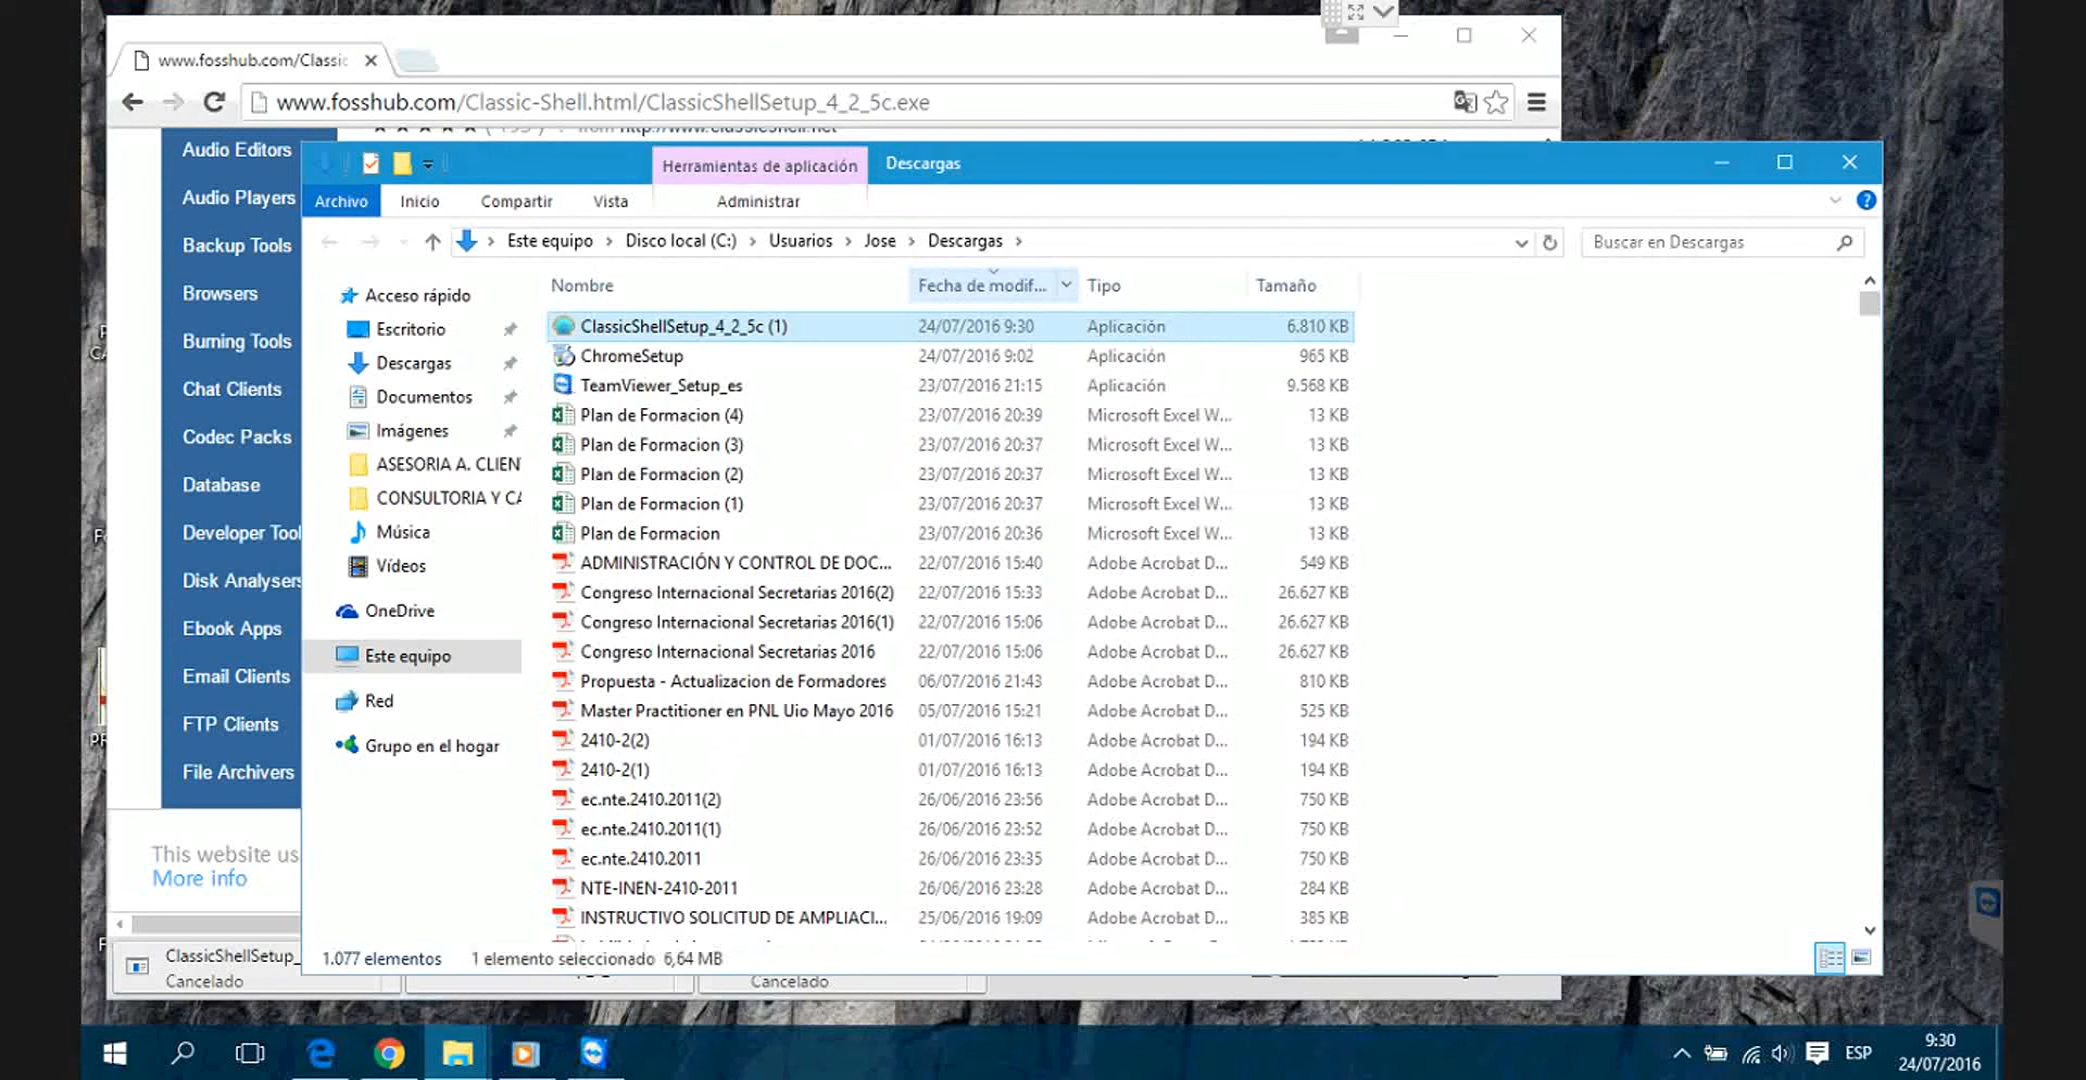 www.fosshub.com/Classic
www.fosshub.com/Classic-Shell.html/ClassicShellSetup_4_2_5c.exe
Audio Editors
Audio Players
Backup Tools
Browsers
Burning Tools
Chat Clients
Codec Packs
Database
Developer Tool
Disk Analysers
Ebook Apps
Email Clients
FTP Clients
File Archivers
This website us
More info
ClassicShellSetup_
Cancelado
Cancelado
Herramientas de aplicación
Descargas
Archivo Inicio Compartir Vista Administrar
Este equipo > Disco local (C:) > Usuarios > Jose > Descargas >
Buscar en Descargas
Acceso rápido
Escritorio
Descargas
Documentos
Imágenes
ASESORIA A. CLIEN
CONSULTORIA Y CA
Música
Vídeos
OneDrive
Este equipo
Red
Grupo en el hogar
Nombre Fecha de modif... Tipo Tamaño
ClassicShellSetup_4_2_5c (1) 24/07/2016 9:30 Aplicación 6.810 KB
ChromeSetup 24/07/2016 9:02 Aplicación 965 KB
TeamViewer_Setup_es 23/07/2016 21:15 Aplicación 9.568 KB
Plan de Formacion (4) 23/07/2016 20:39 Microsoft Excel W... 13 KB
Plan de Formacion (3) 23/07/2016 20:37 Microsoft Excel W... 13 KB
Plan de Formacion (2) 23/07/2016 20:37 Microsoft Excel W... 13 KB
Plan de Formacion (1) 23/07/2016 20:37 Microsoft Excel W... 13 KB
Plan de Formacion 23/07/2016 20:36 Microsoft Excel W... 13 KB
ADMINISTRACIÓN Y CONTROL DE DOC... 22/07/2016 15:40 Adobe Acrobat D... 549 KB
Congreso Internacional Secretarias 2016(2) 22/07/2016 15:33 Adobe Acrobat D... 26.627 KB
Congreso Internacional Secretarias 2016(1) 22/07/2016 15:06 Adobe Acrobat D... 26.627 KB
Congreso Internacional Secretarias 2016 22/07/2016 15:06 Adobe Acrobat D... 26.627 KB
Propuesta - Actualizacion de Formadores 06/07/2016 21:43 Adobe Acrobat D... 810 KB
Master Practitioner en PNL Uio Mayo 2016 05/07/2016 15:21 Adobe Acrobat D... 525 KB
2410-2(2) 01/07/2016 16:13 Adobe Acrobat D... 194 KB
2410-2(1) 01/07/2016 16:13 Adobe Acrobat D... 194 KB
ec.nte.2410.2011(2) 26/06/2016 23:56 Adobe Acrobat D... 750 KB
ec.nte.2410.2011(1) 26/06/2016 23:52 Adobe Acrobat D... 750 KB
ec.nte.2410.2011 26/06/2016 23:35 Adobe Acrobat D... 750 KB
NTE-INEN-2410-2011 26/06/2016 23:28 Adobe Acrobat D... 284 KB
INSTRUCTIVO SOLICITUD DE AMPLIACI... 25/06/2016 19:09 Adobe Acrobat D... 385 KB
1.077 elementos 1 elemento seleccionado 6,64 MB
ESP
9:30
24/07/2016